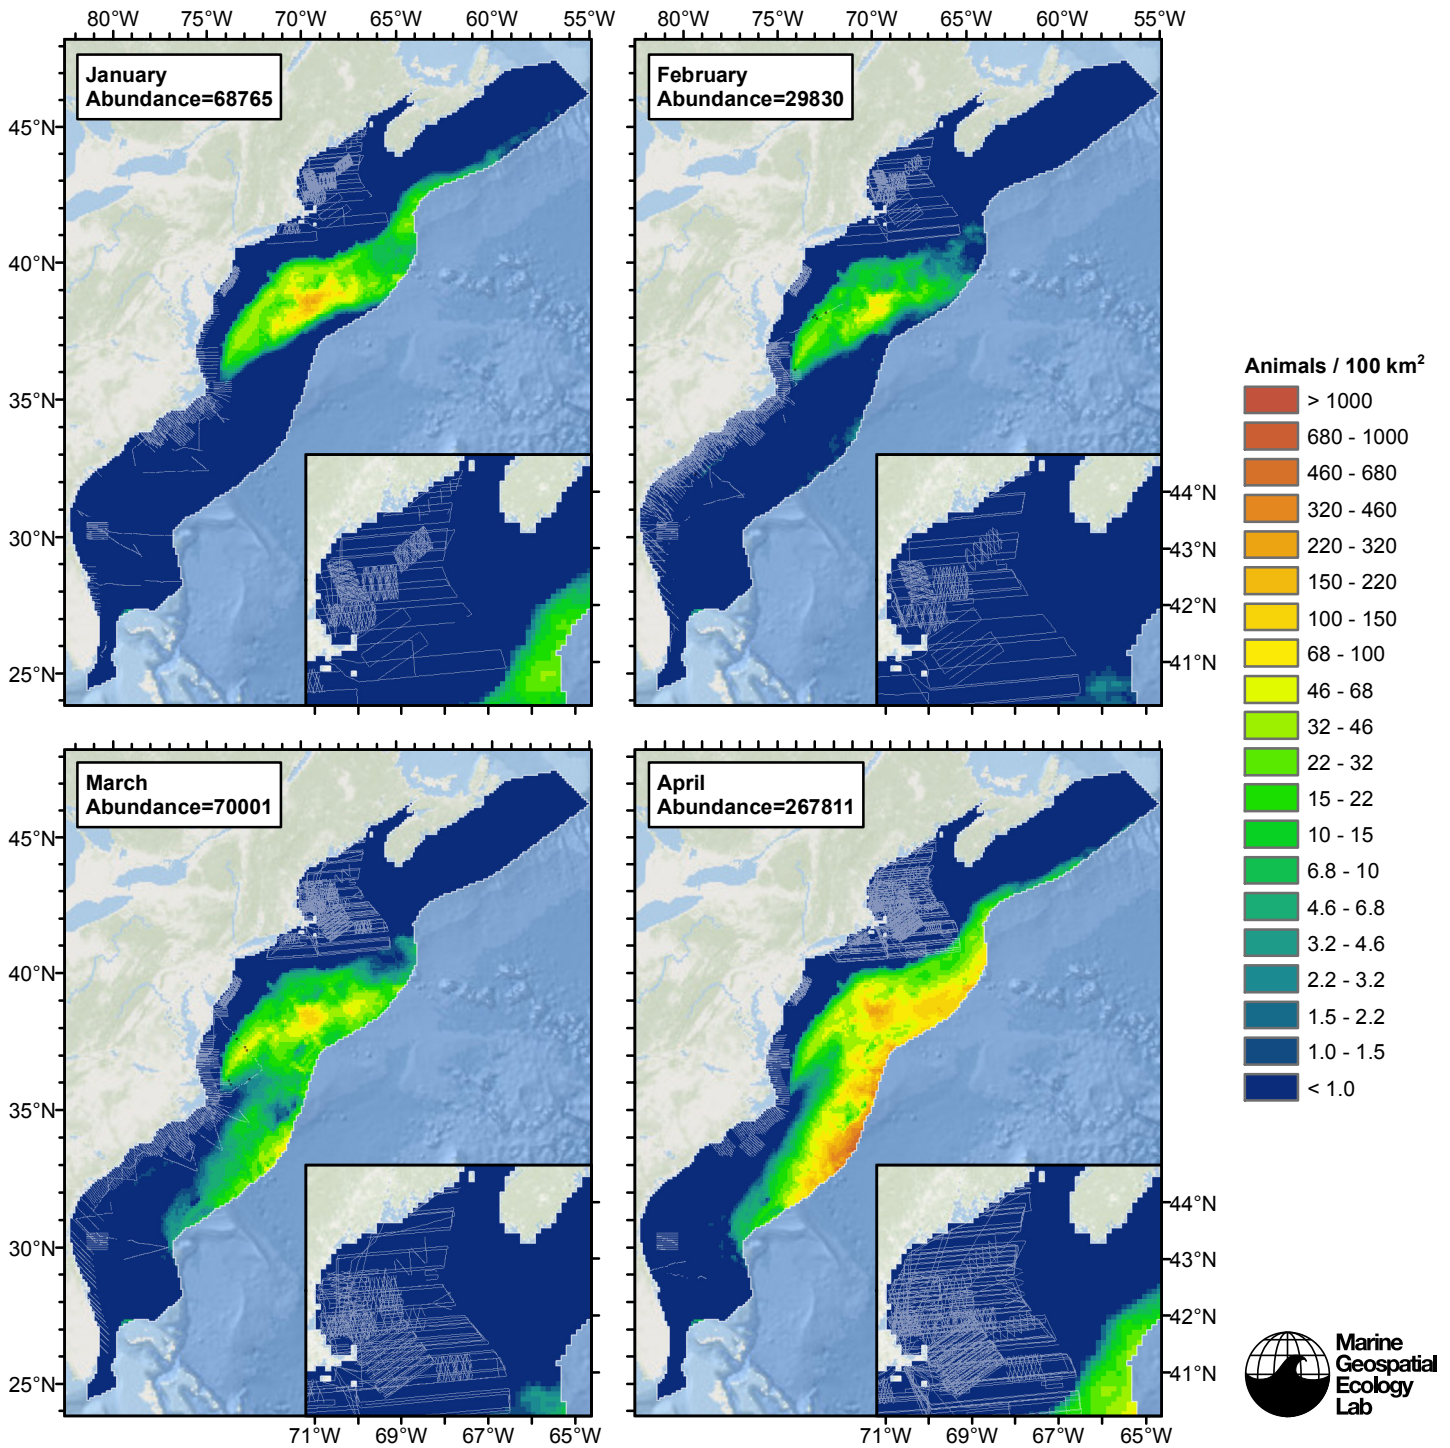 80°W 75°W 70°W 65°W 60°W 55°W
80°W 75°W 70°W 65°W 60°W 55°W
January
Abundance=68765
February
Abundance=29830
45°N
40°N
35°N
30°N
25°N
44°N
43°N
42°N
41°N
March
Abundance=70001
April
Abundance=267811
45°N
40°N
35°N
30°N
25°N
44°N
43°N
42°N
41°N
71°W 69°W 67°W 65°W
71°W 69°W 67°W 65°W
Animals / 100 km²
> 1000
680 - 1000
460 - 680
320 - 460
220 - 320
150 - 220
100 - 150
68 - 100
46 - 68
32 - 46
22 - 32
15 - 22
10 - 15
6.8 - 10
4.6 - 6.8
3.2 - 4.6
2.2 - 3.2
1.5 - 2.2
1.0 - 1.5
< 1.0
Marine
Geospatial
Ecology
Lab